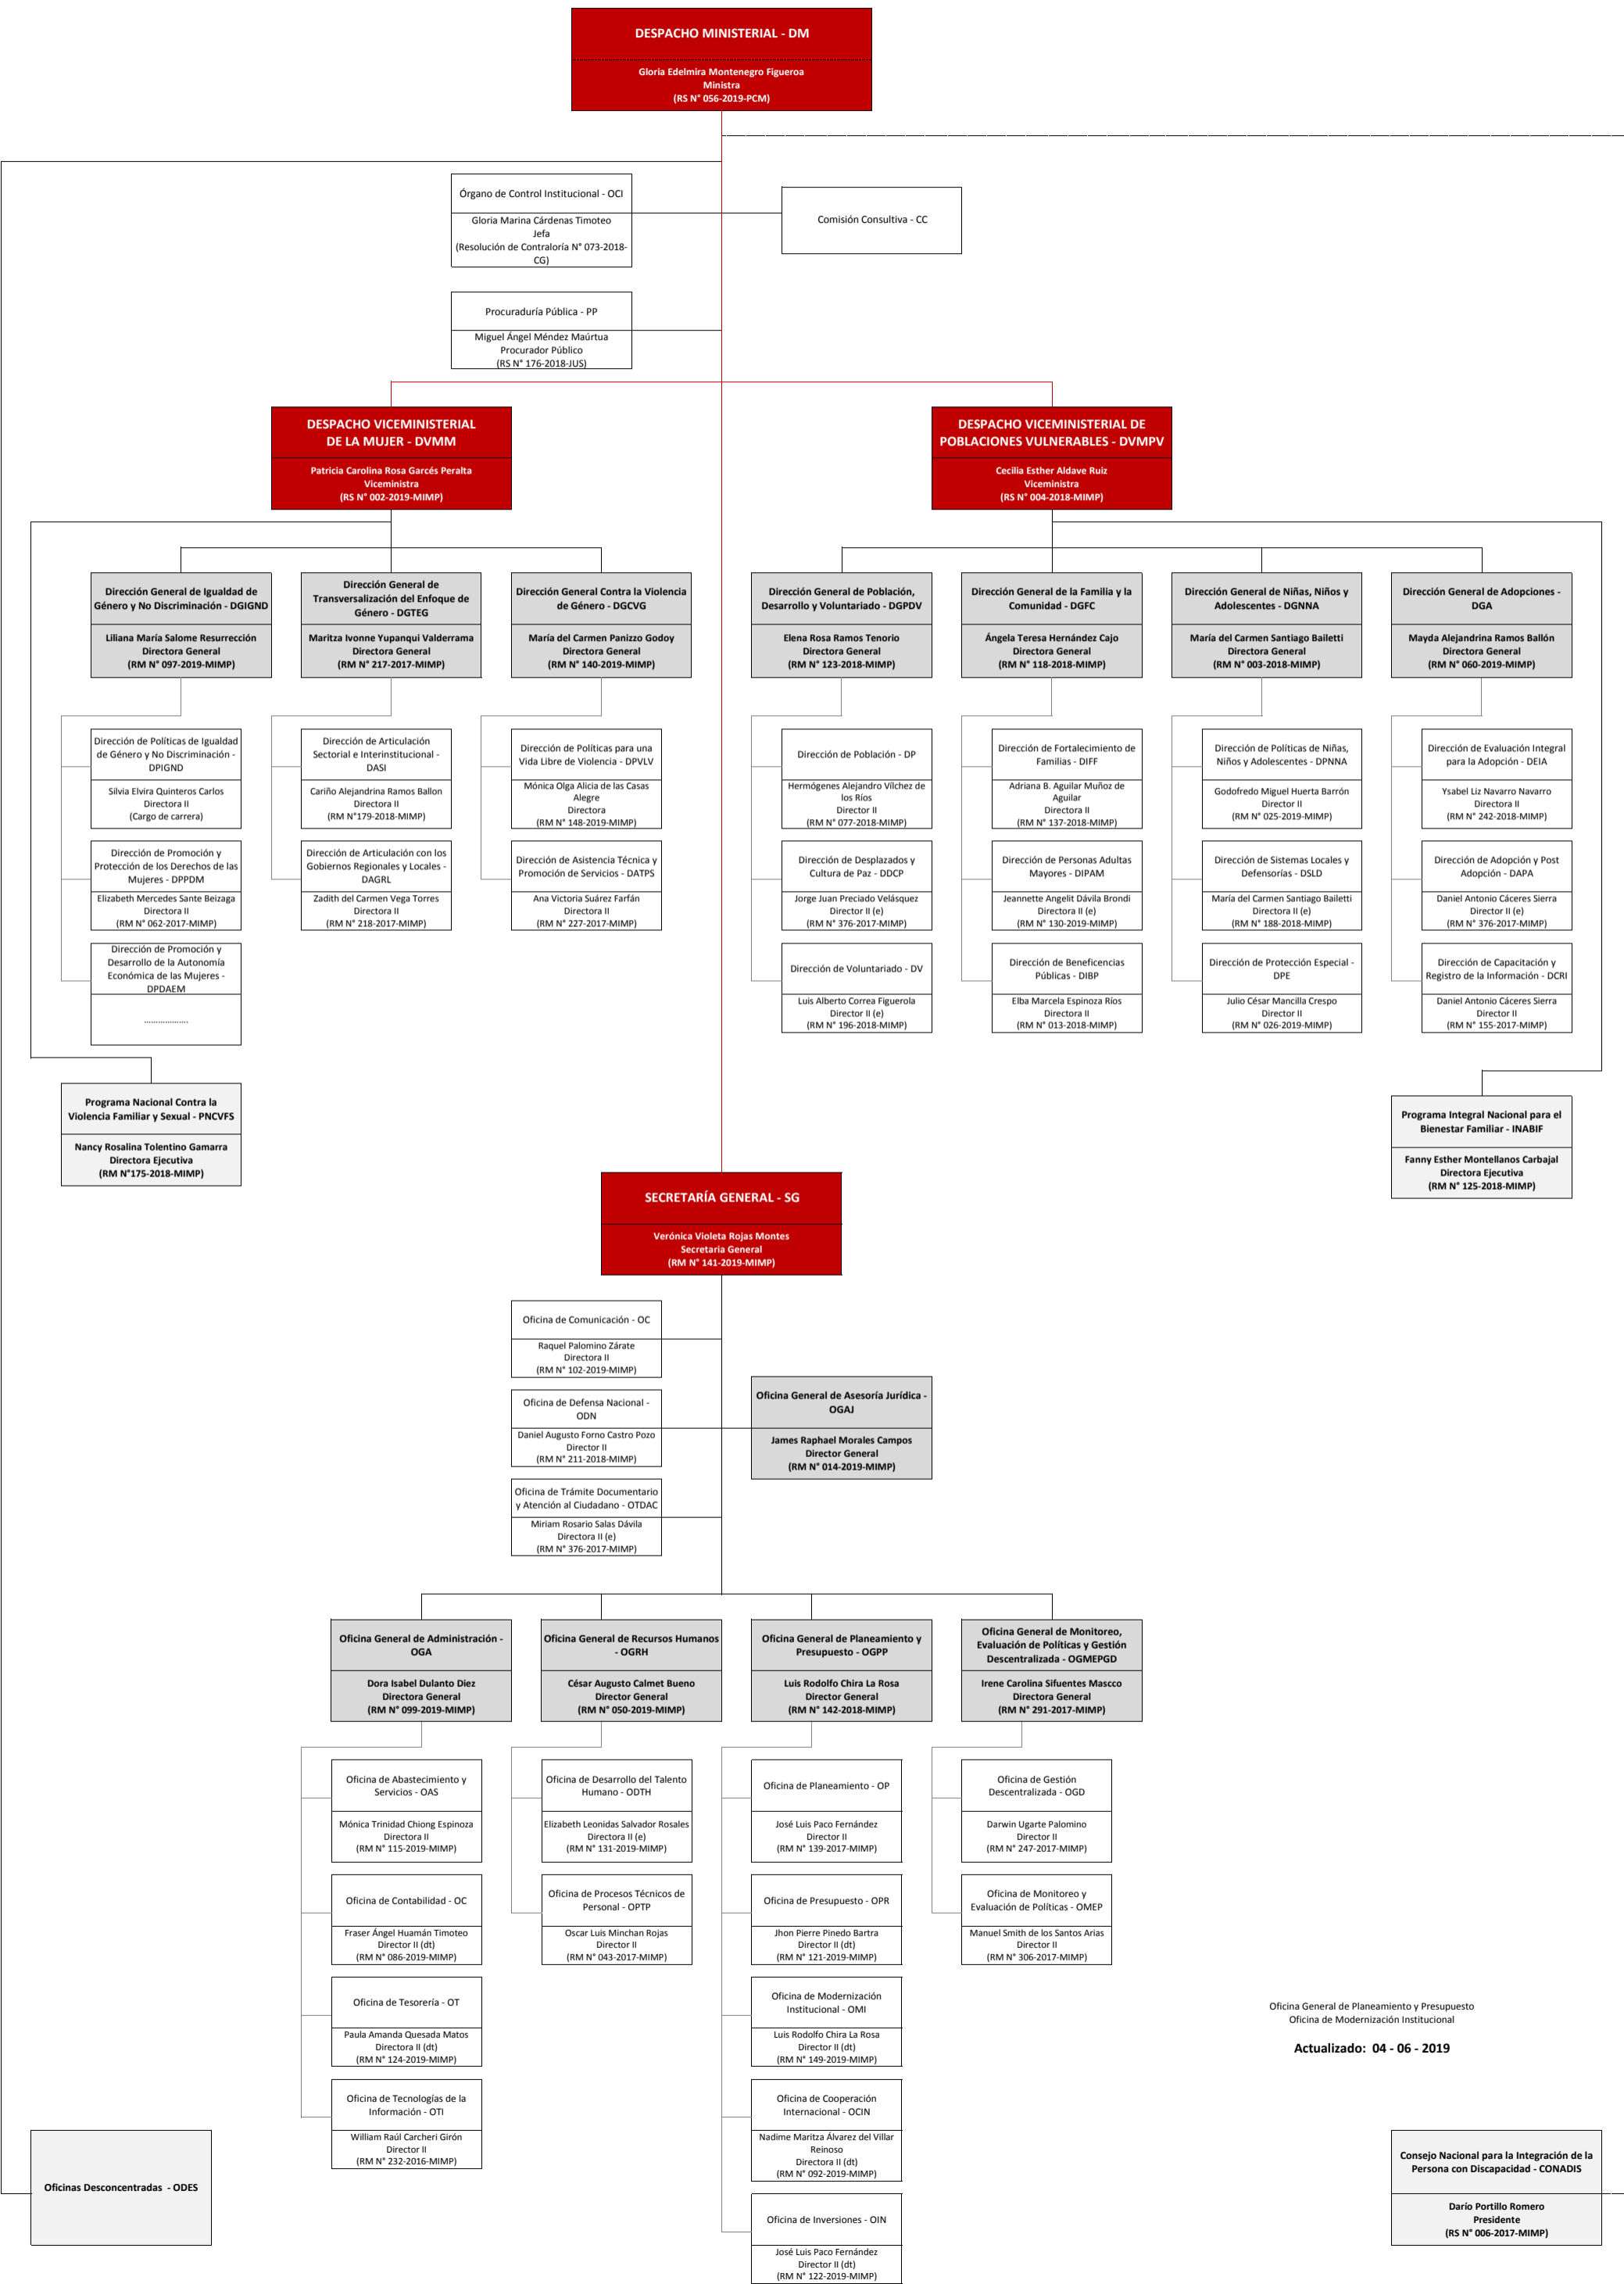 DESPACHO MINISTERIAL - DM
Gloria Edelmira Montenegro Figueroa
Ministra
(RS N° 056-2019-PCM)
Órgano de Control Institucional - OCI
Gloria Marina Cárdenas Timoteo
Jefa
(Resolución de Contraloría N° 073-2018-
CG)
Comisión Consultiva - CC
Procuraduría Pública - PP
Miguel Ángel Méndez Maúrtua
Procurador Público
(RS N° 176-2018-JUS)
DESPACHO VICEMINISTERIAL
DE LA MUJER - DVMM
Patricia Carolina Rosa Garcés Peralta
Viceministra
(RS N° 002-2019-MIMP)
DESPACHO VICEMINISTERIAL DE
POBLACIONES VULNERABLES - DVMPV
Cecilia Esther Aldave Ruiz
Viceministra
(RS N° 004-2018-MIMP)
Dirección General de Igualdad de
Género y No Discriminación - DGIGND
Liliana María Salome Resurrección
Directora General
(RM N° 097-2019-MIMP)
Dirección General de
Transversalización del Enfoque de
Género - DGTEG
Maritza Ivonne Yupanqui Valderrama
Directora General
(RM N° 217-2017-MIMP)
Dirección General Contra la Violencia
de Género - DGCVG
María del Carmen Panizzo Godoy
Directora General
(RM N° 140-2019-MIMP)
Dirección General de Población,
Desarrollo y Voluntariado - DGPDV
Elena Rosa Ramos Tenorio
Directora General
(RM N° 123-2018-MIMP)
Dirección General de la Familia y la
Comunidad - DGFC
Ángela Teresa Hernández Cajo
Directora General
(RM N° 118-2018-MIMP)
Dirección General de Niñas, Niños y
Adolescentes - DGNNA
María del Carmen Santiago Bailetti
Directora General
(RM N° 003-2018-MIMP)
Dirección General de Adopciones -
DGA
Mayda Alejandrina Ramos Ballón
Directora General
(RM N° 060-2019-MIMP)
Dirección de Políticas de Igualdad
de Género y No Discriminación -
DPIGND
Silvia Elvira Quinteros Carlos
Directora II
(Cargo de carrera)
Dirección de Articulación
Sectorial e Interinstitucional -
DASI
Cariño Alejandrina Ramos Ballon
Directora II
(RM N°179-2018-MIMP)
Dirección de Políticas para una
Vida Libre de Violencia - DPVLV
Mónica Olga Alicia de las Casas
Alegre
Directora
(RM N° 148-2019-MIMP)
Dirección de Población - DP
Hermógenes Alejandro Vílchez de
los Ríos
Director II
(RM N° 077-2018-MIMP)
Dirección de Fortalecimiento de
Familias - DIFF
Adriana B. Aguilar Muñoz de
Aguilar
Directora II
(RM N° 137-2018-MIMP)
Dirección de Políticas de Niñas,
Niños y Adolescentes - DPNNA
Godofredo Miguel Huerta Barrón
Director II
(RM N° 025-2019-MIMP)
Dirección de Evaluación Integral
para la Adopción - DEIA
Ysabel Liz Navarro Navarro
Directora II
(RM N° 242-2018-MIMP)
Dirección de Promoción y
Protección de los Derechos de las
Mujeres - DPPDM
Elizabeth Mercedes Sante Beizaga
Directora II
(RM N° 062-2017-MIMP)
Dirección de Articulación con los
Gobiernos Regionales y Locales -
DAGRL
Zadith del Carmen Vega Torres
Directora II
(RM N° 218-2017-MIMP)
Dirección de Asistencia Técnica y
Promoción de Servicios - DATPS
Ana Victoria Suárez Farfán
Directora II
(RM N° 227-2017-MIMP)
Dirección de Desplazados y
Cultura de Paz - DDCP
Jorge Juan Preciado Velásquez
Director II (e)
(RM N° 376-2017-MIMP)
Dirección de Personas Adultas
Mayores - DIPAM
Jeannette Angelit Dávila Brondi
Directora II (e)
(RM N° 130-2019-MIMP)
Dirección de Sistemas Locales y
Defensorías - DSLD
María del Carmen Santiago Bailetti
Directora II (e)
(RM N° 188-2018-MIMP)
Dirección de Adopción y Post
Adopción - DAPA
Daniel Antonio Cáceres Sierra
Director II (e)
(RM N° 376-2017-MIMP)
Dirección de Promoción y
Desarrollo de la Autonomía
Económica de las Mujeres -
DPDAEM
..................
Dirección de Voluntariado - DV
Luis Alberto Correa Figuerola
Director II (e)
(RM N° 196-2018-MIMP)
Dirección de Beneficencias
Públicas - DIBP
Elba Marcela Espinoza Ríos
Directora II
(RM N° 013-2018-MIMP)
Dirección de Protección Especial -
DPE
Julio César Mancilla Crespo
Director II
(RM N° 026-2019-MIMP)
Dirección de Capacitación y
Registro de la Información - DCRI
Daniel Antonio Cáceres Sierra
Director II
(RM N° 155-2017-MIMP)
Programa Nacional Contra la
Violencia Familiar y Sexual - PNCVFS
Nancy Rosalina Tolentino Gamarra
Directora Ejecutiva
(RM N°175-2018-MIMP)
Programa Integral Nacional para el
Bienestar Familiar - INABIF
Fanny Esther Montellanos Carbajal
Directora Ejecutiva
(RM N° 125-2018-MIMP)
SECRETARÍA GENERAL - SG
Verónica Violeta Rojas Montes
Secretaria General
(RM N° 141-2019-MIMP)
Oficina de Comunicación - OC
Raquel Palomino Zárate
Directora II
(RM N° 102-2019-MIMP)
Oficina de Defensa Nacional -
ODN
Daniel Augusto Forno Castro Pozo
Director II
(RM N° 211-2018-MIMP)
Oficina General de Asesoría Jurídica -
OGAJ
James Raphael Morales Campos
Director General
(RM N° 014-2019-MIMP)
Oficina de Trámite Documentario
y Atención al Ciudadano - OTDAC
Miriam Rosario Salas Dávila
Directora II (e)
(RM N° 376-2017-MIMP)
Oficina General de Administración -
OGA
Dora Isabel Dulanto Diez
Directora General
(RM N° 099-2019-MIMP)
Oficina General de Recursos Humanos
- OGRH
César Augusto Calmet Bueno
Director General
(RM N° 050-2019-MIMP)
Oficina General de Planeamiento y
Presupuesto - OGPP
Luis Rodolfo Chira La Rosa
Director General
(RM N° 142-2018-MIMP)
Oficina General de Monitoreo,
Evaluación de Políticas y Gestión
Descentralizada - OGMEPGD
Irene Carolina Sifuentes Mascco
Directora General
(RM N° 291-2017-MIMP)
Oficina de Abastecimiento y
Servicios - OAS
Mónica Trinidad Chiong Espinoza
Directora II
(RM N° 115-2019-MIMP)
Oficina de Desarrollo del Talento
Humano - ODTH
Elizabeth Leonidas Salvador Rosales
Directora II (e)
(RM N° 131-2019-MIMP)
Oficina de Planeamiento - OP
José Luis Paco Fernández
Director II
(RM N° 139-2017-MIMP)
Oficina de Gestión
Descentralizada - OGD
Darwin Ugarte Palomino
Director II
(RM N° 247-2017-MIMP)
Oficina de Contabilidad - OC
Fraser Ángel Huamán Timoteo
Director II (dt)
(RM N° 086-2019-MIMP)
Oficina de Procesos Técnicos de
Personal - OPTP
Oscar Luis Minchan Rojas
Director II
(RM N° 043-2017-MIMP)
Oficina de Presupuesto - OPR
Jhon Pierre Pinedo Bartra
Director II (dt)
(RM N° 121-2019-MIMP)
Oficina de Monitoreo y
Evaluación de Políticas - OMEP
Manuel Smith de los Santos Arias
Director II
(RM N° 306-2017-MIMP)
Oficina de Tesorería - OT
Paula Amanda Quesada Matos
Directora II (dt)
(RM N° 124-2019-MIMP)
Oficina de Modernización
Institucional - OMI
Luis Rodolfo Chira La Rosa
Director II (dt)
(RM N° 149-2019-MIMP)
Oficina General de Planeamiento y Presupuesto
Oficina de Modernización Institucional
Actualizado: 04 - 06 - 2019
Oficina de Tecnologías de la
Información - OTI
William Raúl Carcheri Girón
Director II
(RM N° 232-2016-MIMP)
Oficina de Cooperación
Internacional - OCIN
Nadime Maritza Álvarez del Villar
Reinoso
Directora II (dt)
(RM N° 092-2019-MIMP)
Oficinas Desconcentradas - ODES
Oficina de Inversiones - OIN
José Luis Paco Fernández
Director II (dt)
(RM N° 122-2019-MIMP)
Consejo Nacional para la Integración de la
Persona con Discapacidad - CONADIS
Darío Portillo Romero
Presidente
(RS N° 006-2017-MIMP)